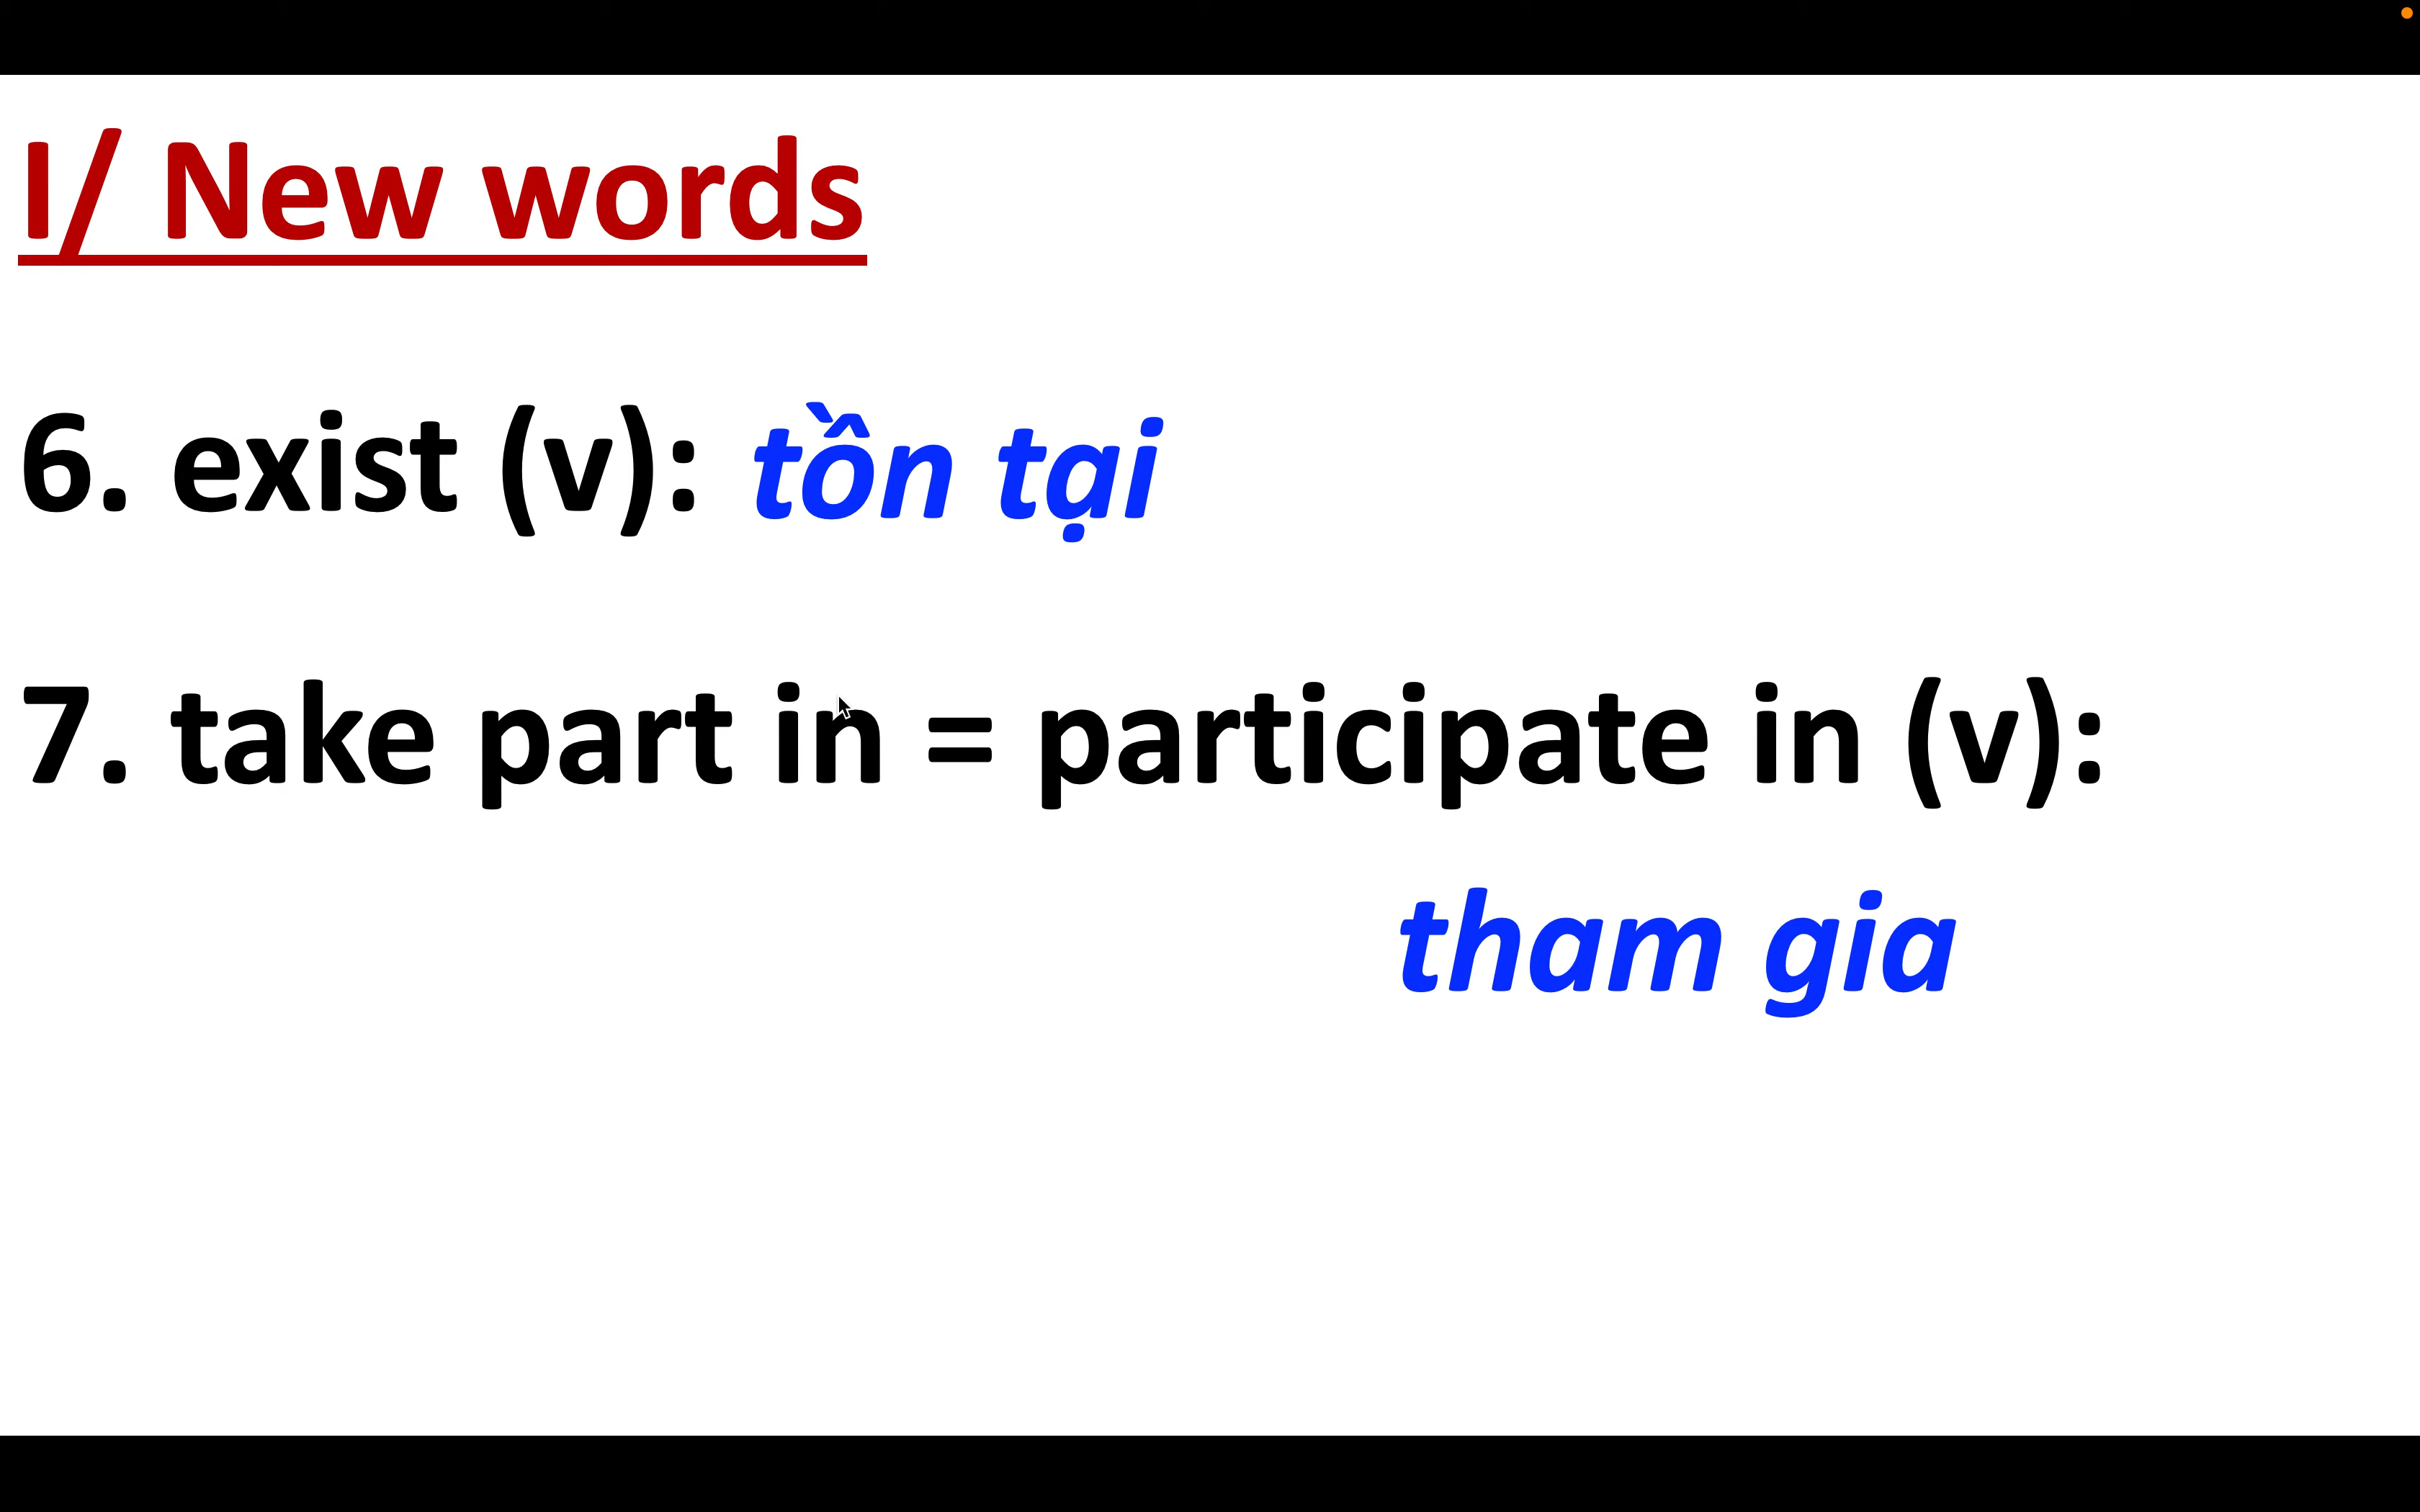 I/ New words
6. exist (v): tồn tại
7. take part in = participate in (v):
tham gia